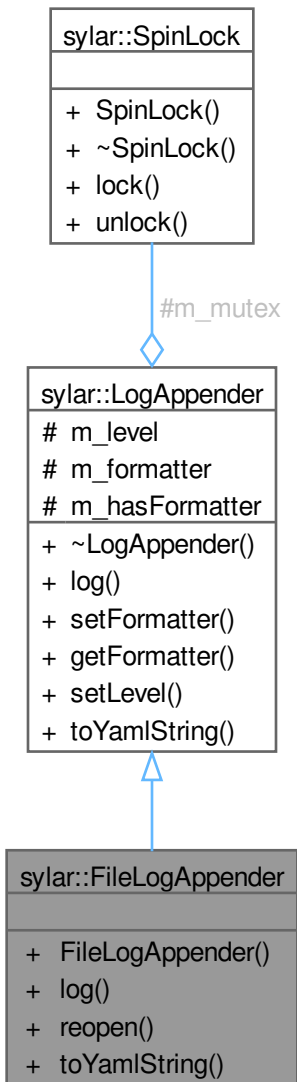 sylar::SpinLock
+ SpinLock()
+ ~SpinLock()
+ lock()
+ unlock()
#m_mutex
sylar::LogAppender
# m_level
# m_formatter
# m_hasFormatter
+ ~LogAppender()
+ log()
+ setFormatter()
+ getFormatter()
+ setLevel()
+ toYamlString()
sylar::FileLogAppender
+ FileLogAppender()
+ log()
+ reopen()
+ toYamlString()